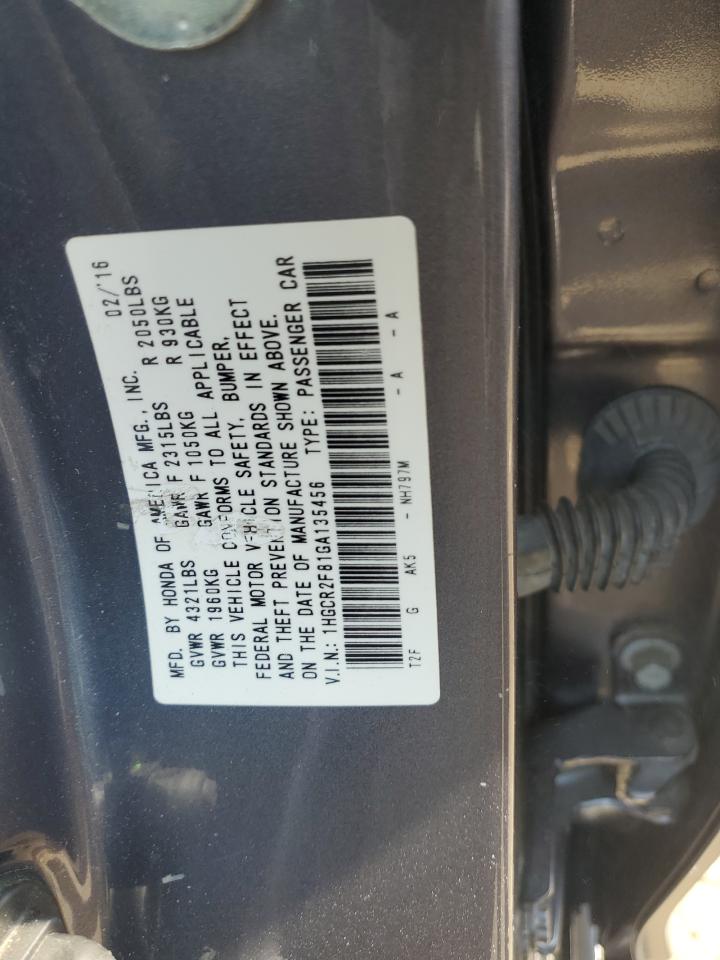 MFD. BY HONDA OF AMERICA MFG., INC. 02/'16
GVWR 4321LBS GAWR F 2315LBS R 2050LBS
GVWR 1960KG GAWR F 1050KG R 930KG
THIS VEHICLE CONFORMS TO ALL APPLICABLE
FEDERAL MOTOR VEHICLE SAFETY, BUMPER,
AND THEFT PREVENTION STANDARDS IN EFFECT
ON THE DATE OF MANUFACTURE SHOWN ABOVE.
V.I.N.: 1HGCR2F81GA135456 TYPE: PASSENGER CAR
T2F G AK5 - NH797M - A - A